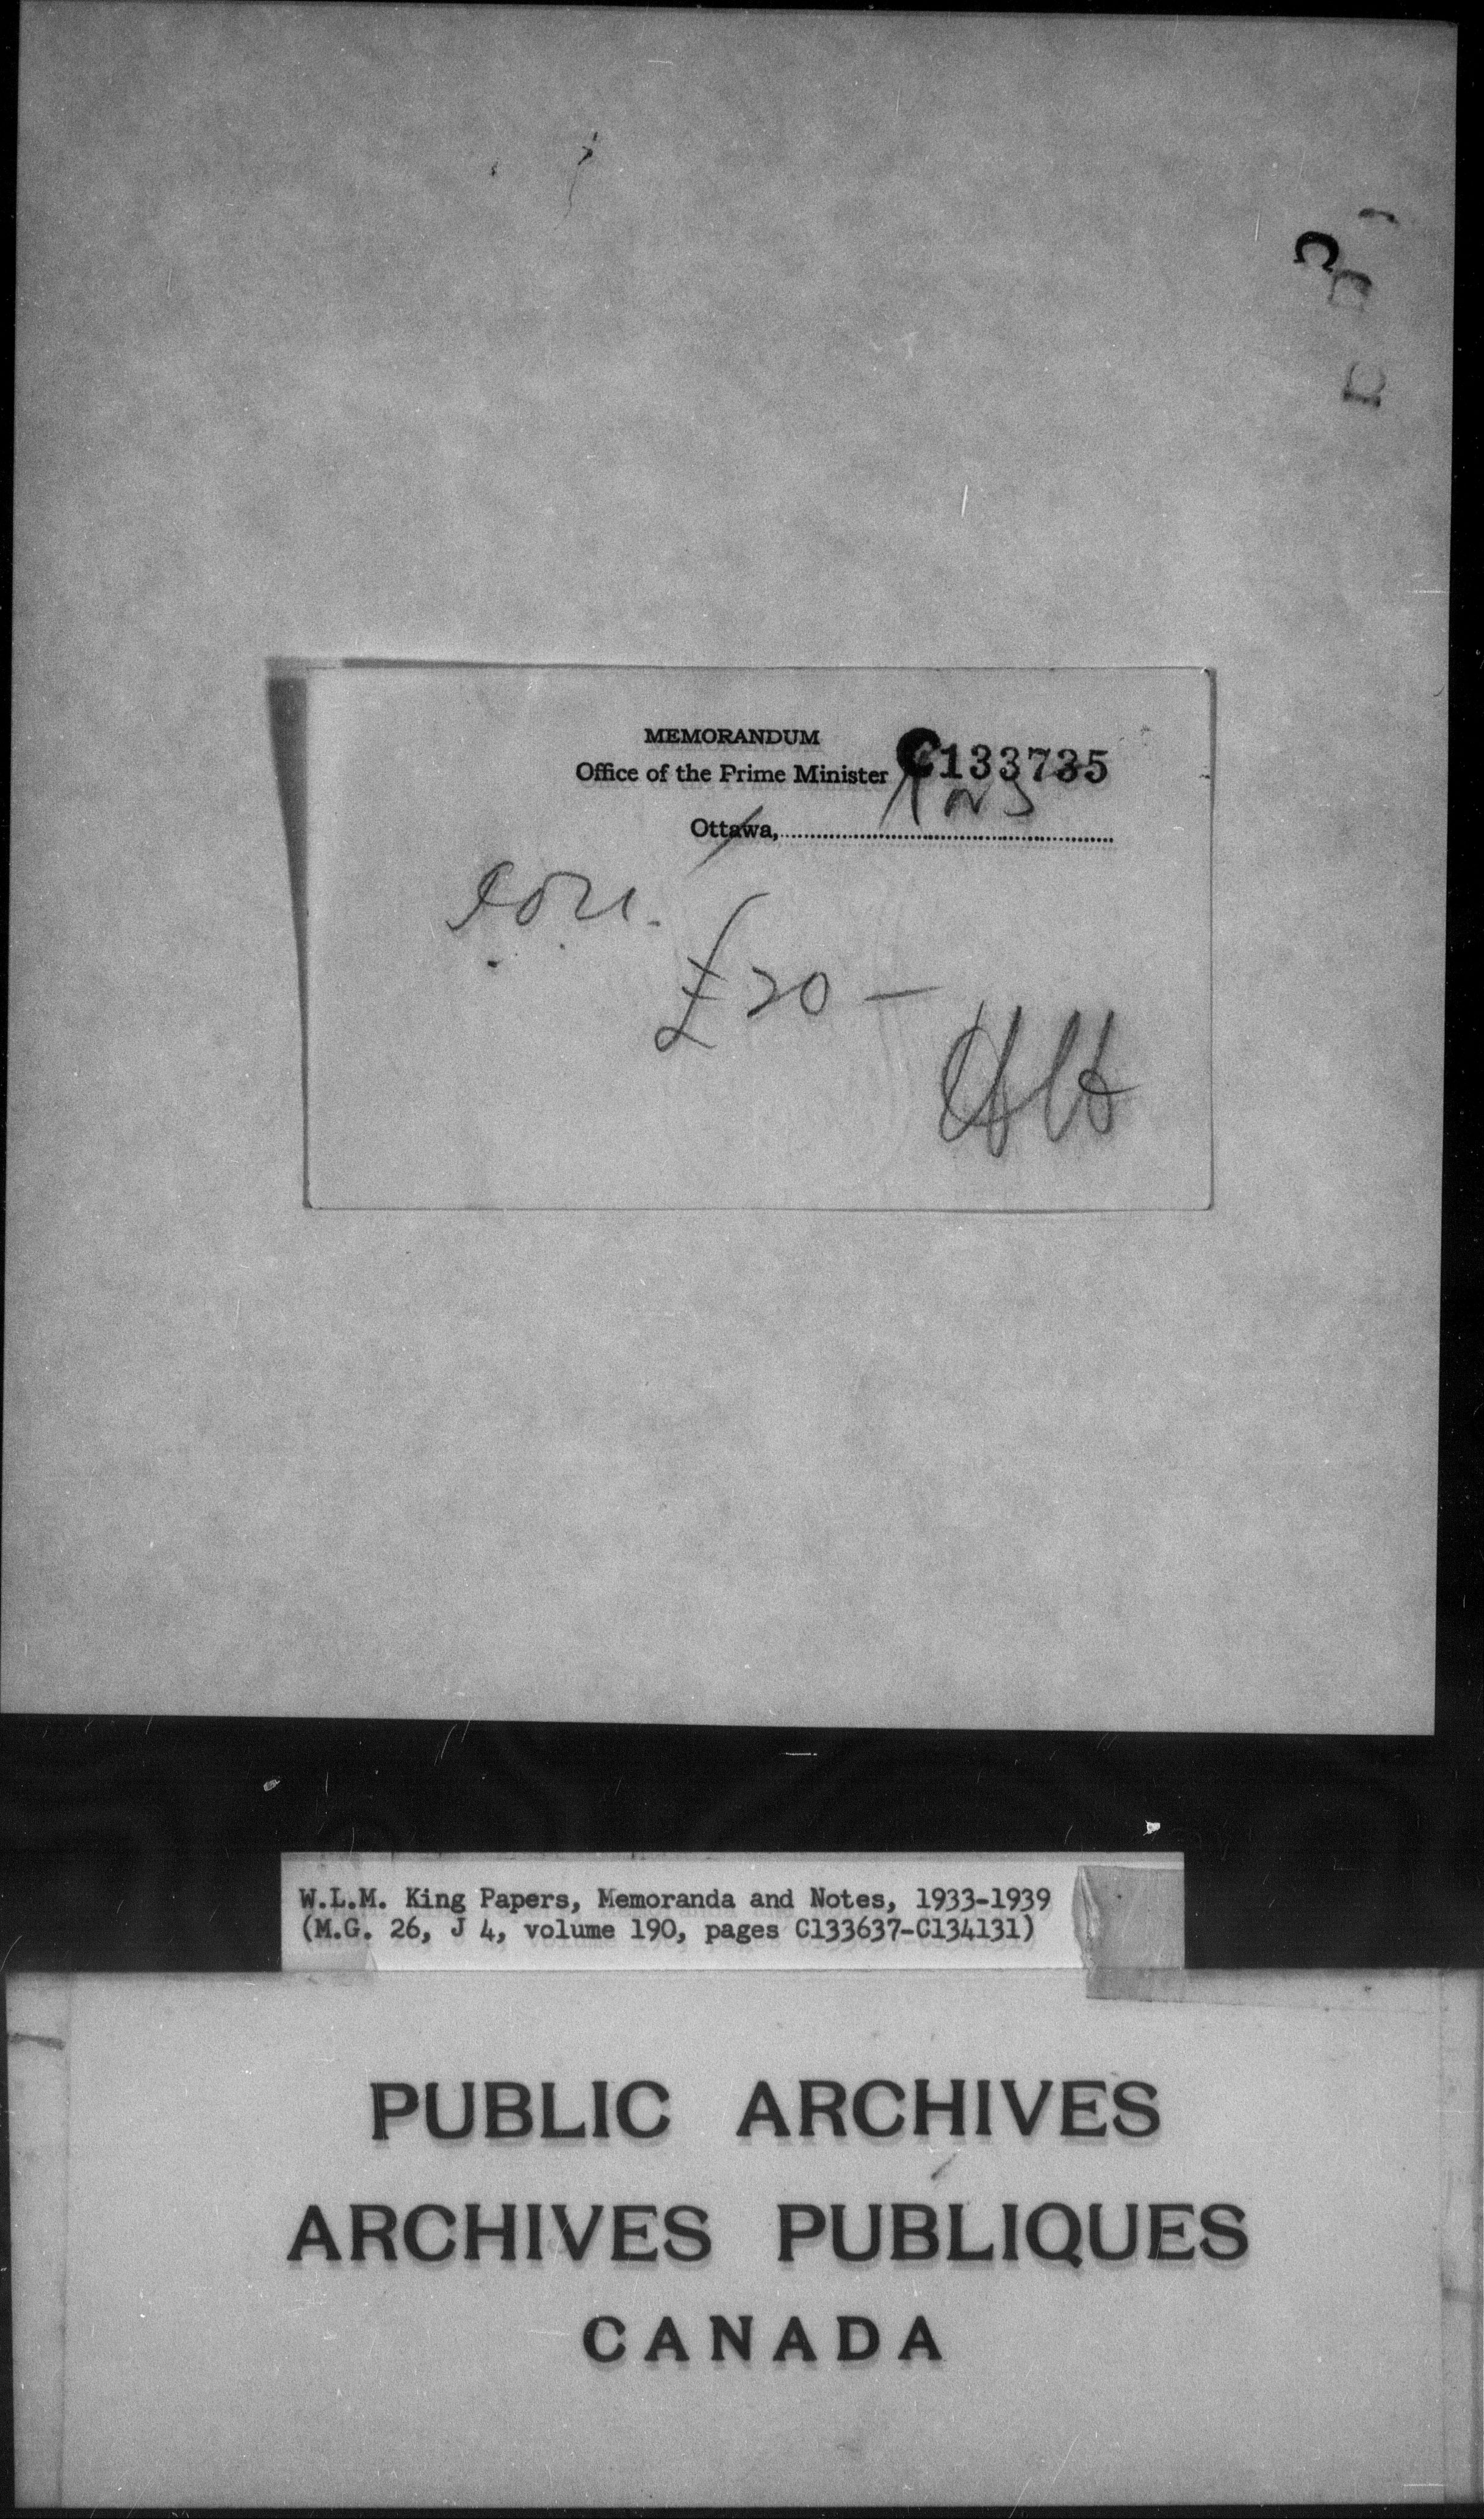 MEMORANDUM
Office of the Prime Minister C133735
Ottawa,
£20 —
W.L.M. King Papers, Memoranda and Notes, 1933-1939
(M.G. 26, J 4, volume 190, pages C133637-C134131)
PUBLIC ARCHIVES
ARCHIVES PUBLIQUES
CANADA